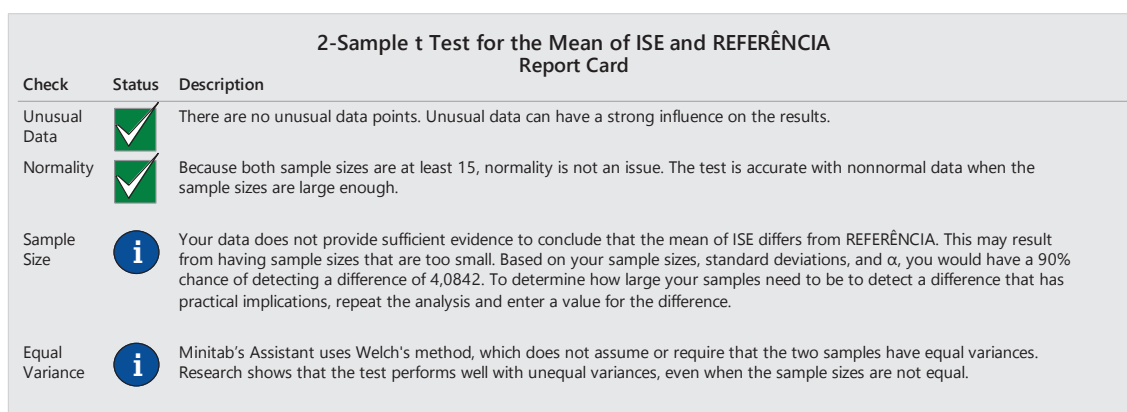 2-Sample t Test for the Mean of ISE and REFERÊNCIA
Report Card
Check Status Description
Unusual
Data
There are no unusual data points. Unusual data can have a strong influence on the results.
Normality
Because both sample sizes are at least 15, normality is not an issue. The test is accurate with nonnormal data when the
sample sizes are large enough.
Sample
Size
i
Your data does not provide sufficient evidence to conclude that the mean of ISE differs from REFERÊNCIA. This may result
from having sample sizes that are too small. Based on your sample sizes, standard deviations, and α, you would have a 90%
chance of detecting a difference of 4,0842. To determine how large your samples need to be to detect a difference that has
practical implications, repeat the analysis and enter a value for the difference.
Equal
Variance
i
Minitab's Assistant uses Welch's method, which does not assume or require that the two samples have equal variances.
Research shows that the test performs well with unequal variances, even when the sample sizes are not equal.